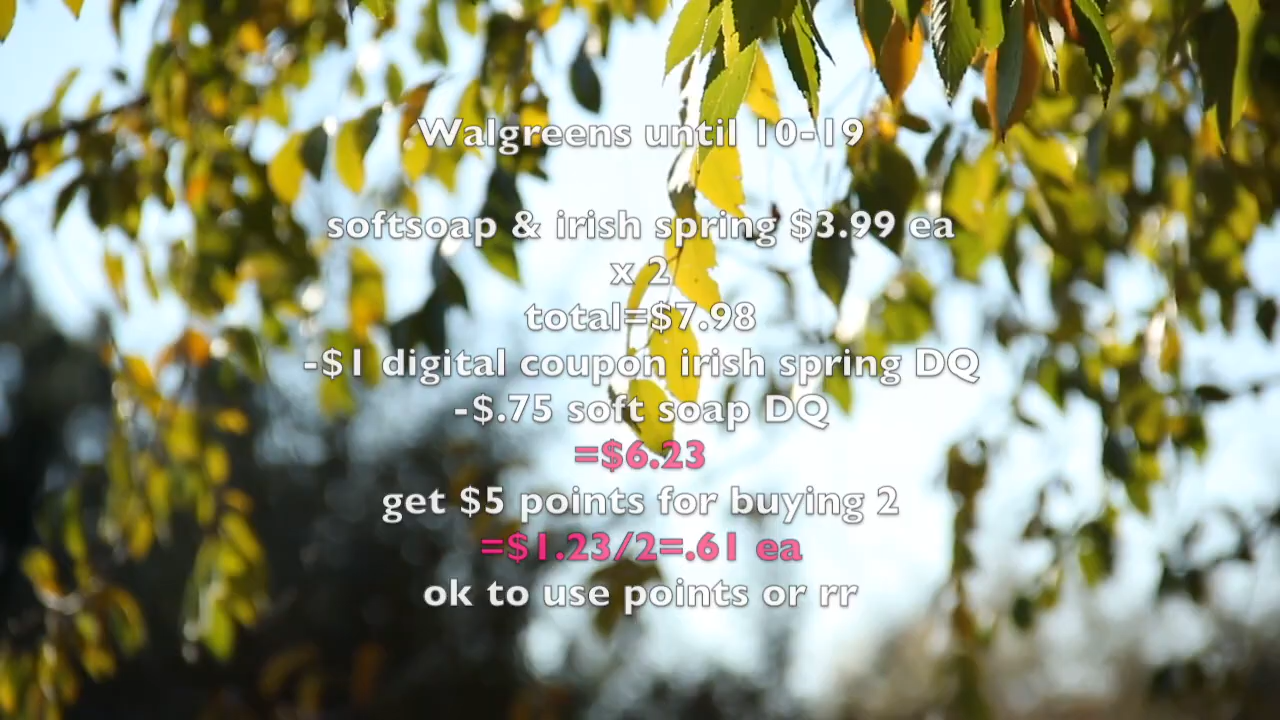 Walgreens until 10-19
softsoap & irish spring $3.99 ea
x 2
total=$7.98
-$1 digital coupon irish spring DQ
-$.75 soft soap DQ
=$6.23
get $5 points for buying 2
=$1.23/2=.61 ea
ok to use points or rr